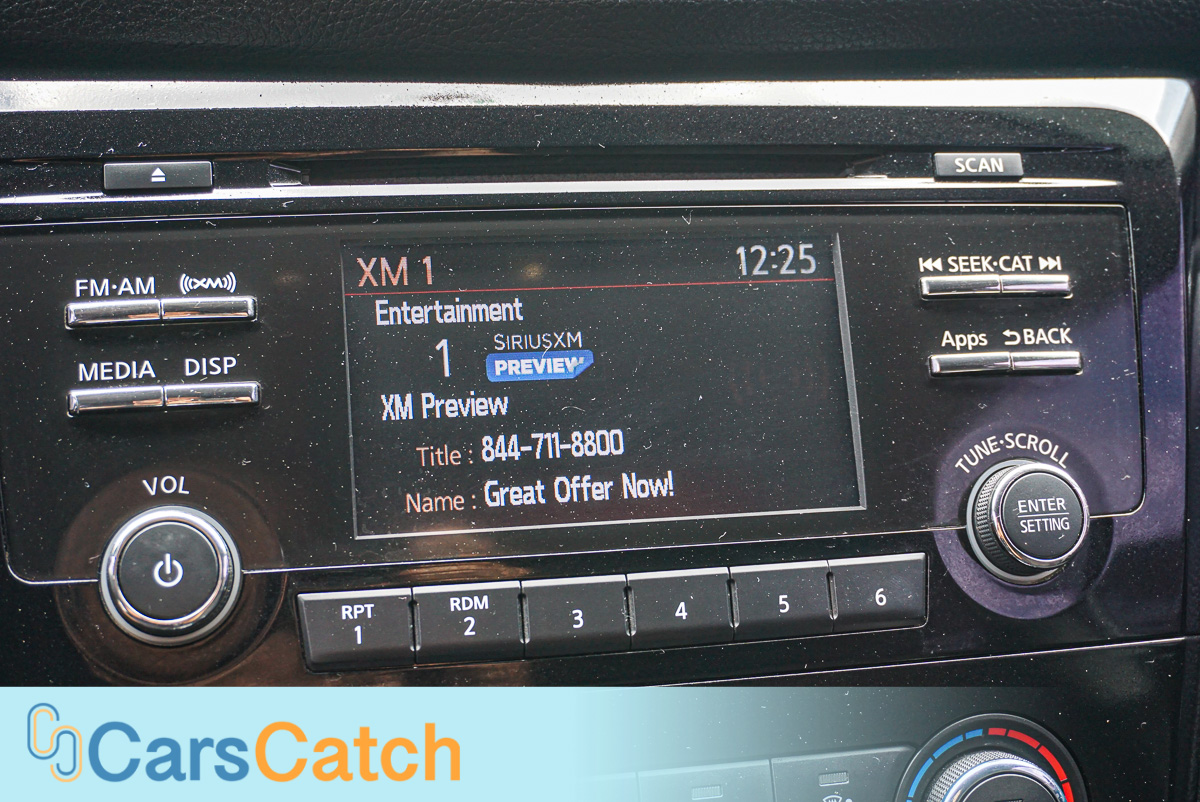 SCAN
FM·AM ((XM))
SEEK·CAT
XM 1 12:25
Entertainment
1 SIRIUSXM
PREVIEW
XM Preview
Title : 844-711-8800
Name : Great Offer Now!
MEDIA DISP
Apps BACK
VOL
TUNE·SCROLL
ENTER
SETTING
RPT
1
RDM
2
3
4
5
6
CarsCatch